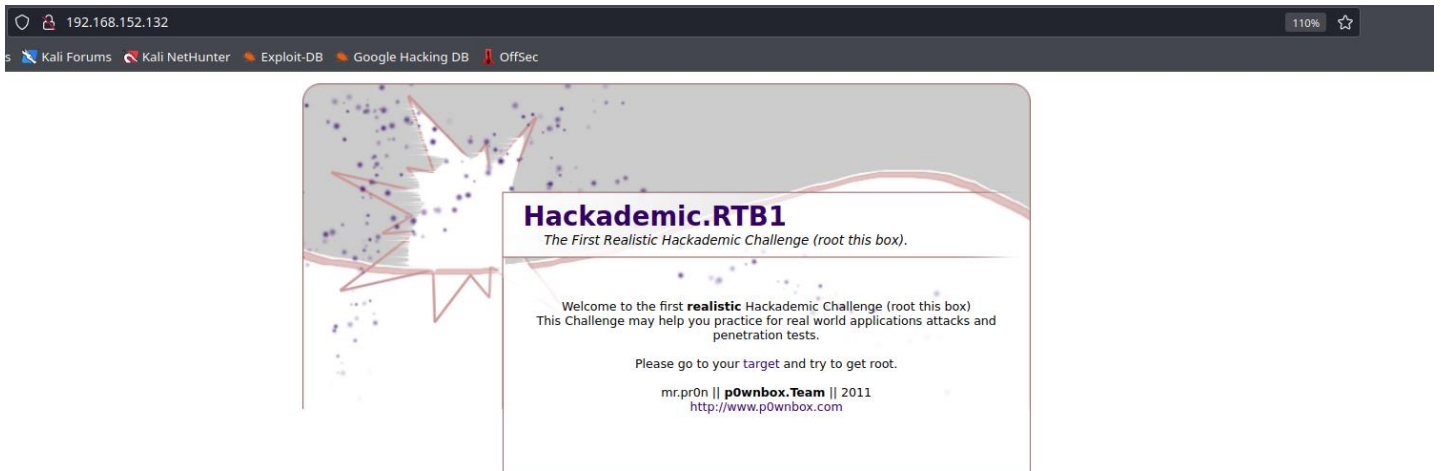 192.168.152.132
110%
s Kali Forums Kali NetHunter Exploit-DB Google Hacking DB OffSec
Hackademic.RTB1
The First Realistic Hackademic Challenge (root this box).
Welcome to the first realistic Hackademic Challenge (root this box)
This Challenge may help you practice for real world applications attacks and
penetration tests.
Please go to your target and try to get root.
mr.pr0n || p0wnbox.Team || 2011
http://www.p0wnbox.com